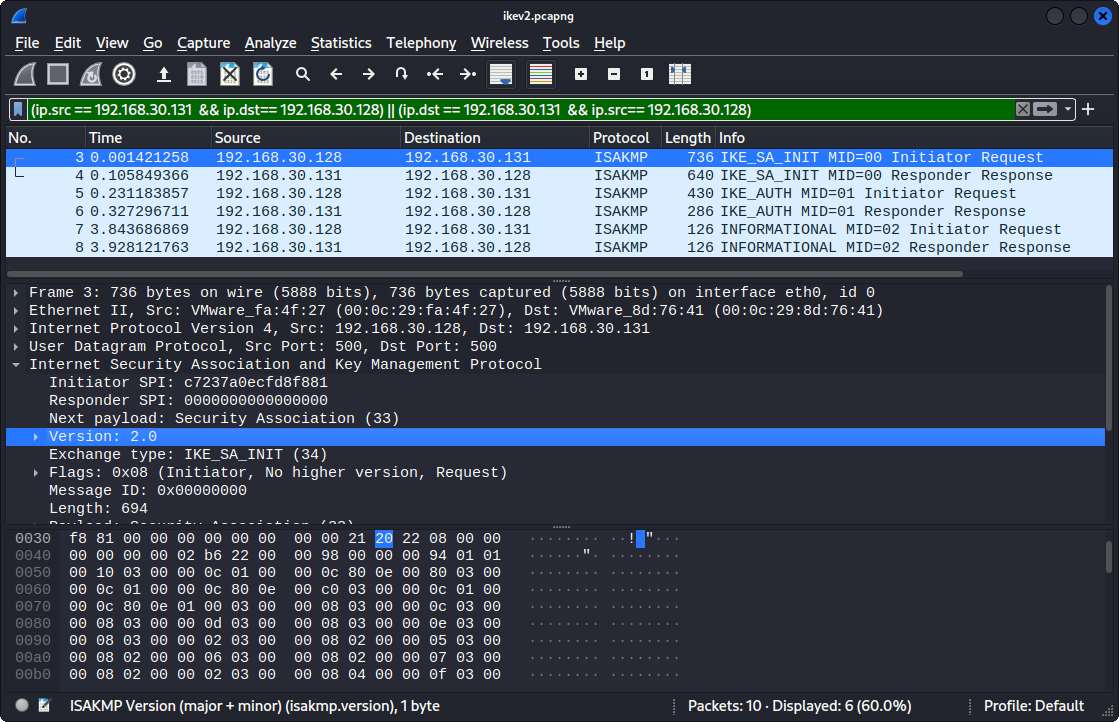 ikev2.pcapng
File Edit View Go Capture Analyze Statistics Telephony Wireless Tools Help
(ip.src == 192.168.30.131 && ip.dst== 192.168.30.128) || (ip.dst == 192.168.30.131 && ip.src== 192.168.30.128)
No. Time Source Destination Protocol Length Info
3 0.001421258 192.168.30.128 192.168.30.131 ISAKMP 736 IKE_SA_INIT MID=00 Initiator Request
4 0.105849366 192.168.30.131 192.168.30.128 ISAKMP 640 IKE_SA_INIT MID=00 Responder Response
5 0.231183857 192.168.30.128 192.168.30.131 ISAKMP 430 IKE_AUTH MID=01 Initiator Request
6 0.327296711 192.168.30.131 192.168.30.128 ISAKMP 286 IKE_AUTH MID=01 Responder Response
7 3.843686869 192.168.30.128 192.168.30.131 ISAKMP 126 INFORMATIONAL MID=02 Initiator Request
8 3.928121763 192.168.30.131 192.168.30.128 ISAKMP 126 INFORMATIONAL MID=02 Responder Response
Frame 3: 736 bytes on wire (5888 bits), 736 bytes captured (5888 bits) on interface eth0, id 0
Ethernet II, Src: VMware_fa:4f:27 (00:0c:29:fa:4f:27), Dst: VMware_8d:76:41 (00:0c:29:8d:76:41)
Internet Protocol Version 4, Src: 192.168.30.128, Dst: 192.168.30.131
User Datagram Protocol, Src Port: 500, Dst Port: 500
Internet Security Association and Key Management Protocol
Initiator SPI: c7237a0ecfd8f881
Responder SPI: 0000000000000000
Next payload: Security Association (33)
Version: 2.0
Exchange type: IKE_SA_INIT (34)
Flags: 0x08 (Initiator, No higher version, Request)
Message ID: 0x00000000
Length: 694
Payload: Security Association (33)
0030 f8 81 00 00 00 00 00 00 00 00 21 20 22 08 00 00 ········ ··! "···
0040 00 00 00 00 02 b6 22 00 00 98 00 00 00 94 01 01 ······"· ········
0050 00 10 03 00 00 0c 01 00 00 0c 80 0e 00 80 03 00 ········ ········
0060 00 0c 01 00 00 0c 80 0e 00 c0 03 00 00 0c 01 00 ········ ········
0070 00 0c 80 0e 01 00 03 00 00 08 03 00 00 0c 03 00 ········ ········
0080 00 08 03 00 00 0d 03 00 00 08 03 00 00 0e 03 00 ········ ········
0090 00 08 03 00 00 02 03 00 00 08 02 00 00 05 03 00 ········ ········
00a0 00 08 02 00 00 06 03 00 00 08 02 00 00 07 03 00 ········ ········
00b0 00 08 02 00 00 02 03 00 00 08 04 00 00 0f 03 00 ········ ········
ISAKMP Version (major + minor) (isakmp.version), 1 byte Packets: 10 · Displayed: 6 (60.0%) Profile: Default